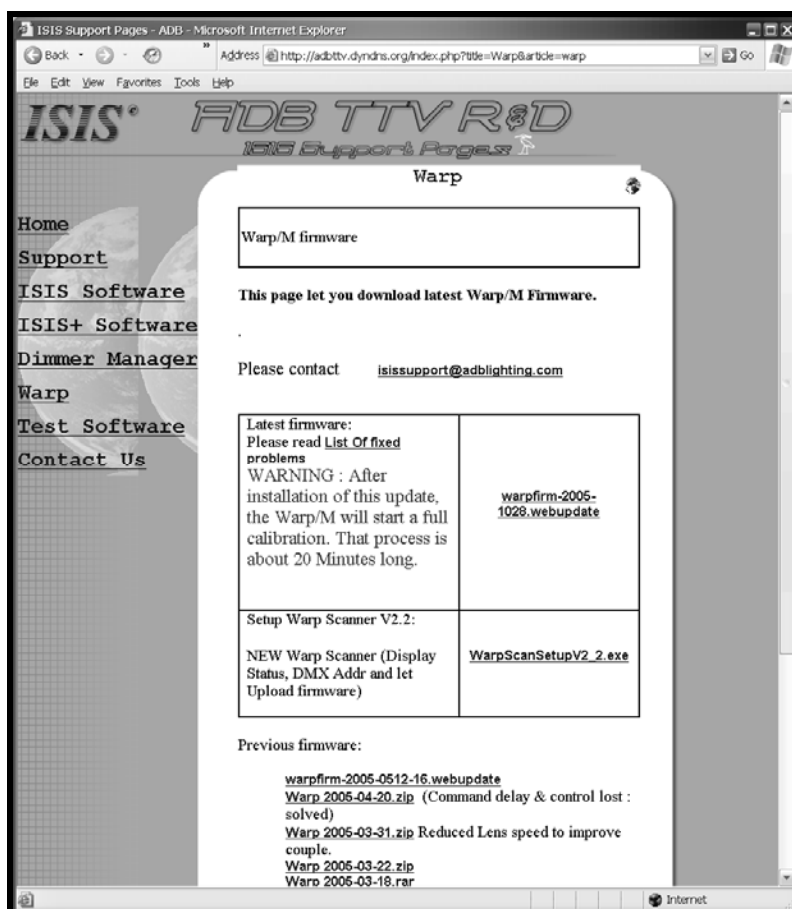 ISIS Support Pages - ADB - Microsoft Internet Explorer
Back
Address http://adbttv.dyndns.org/index.php?title=Warp&article=warp
Go
File Edit View Favorites Tools Help
ISIS®
ADB TTV R&D
ISIS Support Pages
Warp
Home
Support
ISIS Software
ISIS+ Software
Dimmer Manager
Warp
Test Software
Contact Us
Warp/M firmware
This page let you download latest Warp/M Firmware.
.
Please contact isissupport@adblighting.com
Latest firmware:
Please read List Of fixed
problems
WARNING : After
installation of this update,
the Warp/M will start a full
calibration. That process is
about 20 Minutes long.
warpfirm-2005-
1028.webupdate
Setup Warp Scanner V2.2:
NEW Warp Scanner (Display
Status, DMX Addr and let
Upload firmware)
WarpScanSetupV2_2.exe
Previous firmware:
warpfirm-2005-0512-16.webupdate
Warp 2005-04-20.zip (Command delay & control lost :
solved)
Warp 2005-03-31.zip Reduced Lens speed to improve
couple.
Warp 2005-03-22.zip
Warp 2005-03-18.rar
Internet